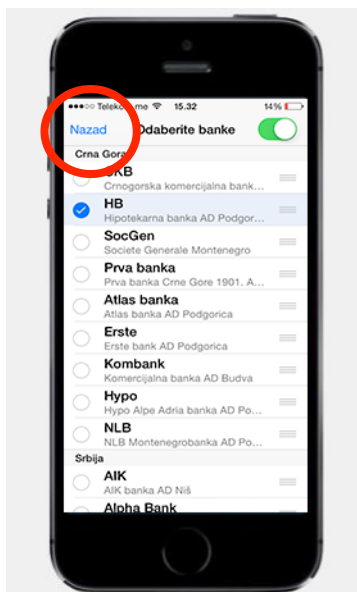 Telekom.me 15.32 14%
Nazad Odaberite banke
Crna Gora
CKB
Crnogorska komercijalna bank...
HB
Hipotekarna banka AD Podgor...
SocGen
Societe Generale Montenegro
Prva banka
Prva banka Crne Gore 1901. A...
Atlas banka
Atlas banka AD Podgorica
Erste
Erste bank AD Podgorica
Kombank
Komercijalna banka AD Budva
Hypo
Hypo Alpe Adria banka AD Po...
NLB
NLB Montenegrobanka AD Po...
Srbija
AIK
AIK banka AD Niš
Alpha Bank